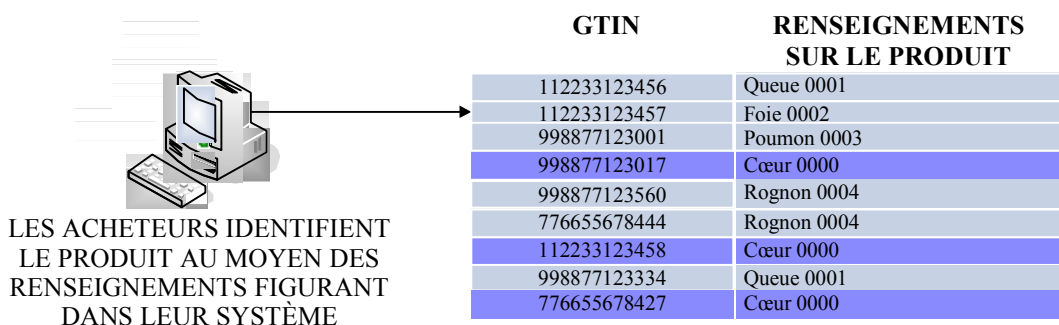 GTIN RENSEIGNEMENTS
SUR LE PRODUIT
112233123456 Queue 0001
112233123457 Foie 0002
998877123001 Poumon 0003
998877123017 Cœur 0000
998877123560 Rognon 0004
776655678444 Rognon 0004
112233123458 Cœur 0000
998877123334 Queue 0001
776655678427 Cœur 0000
LES ACHETEURS IDENTIFIENT
LE PRODUIT AU MOYEN DES
RENSEIGNEMENTS FIGURANT
DANS LEUR SYSTÈME